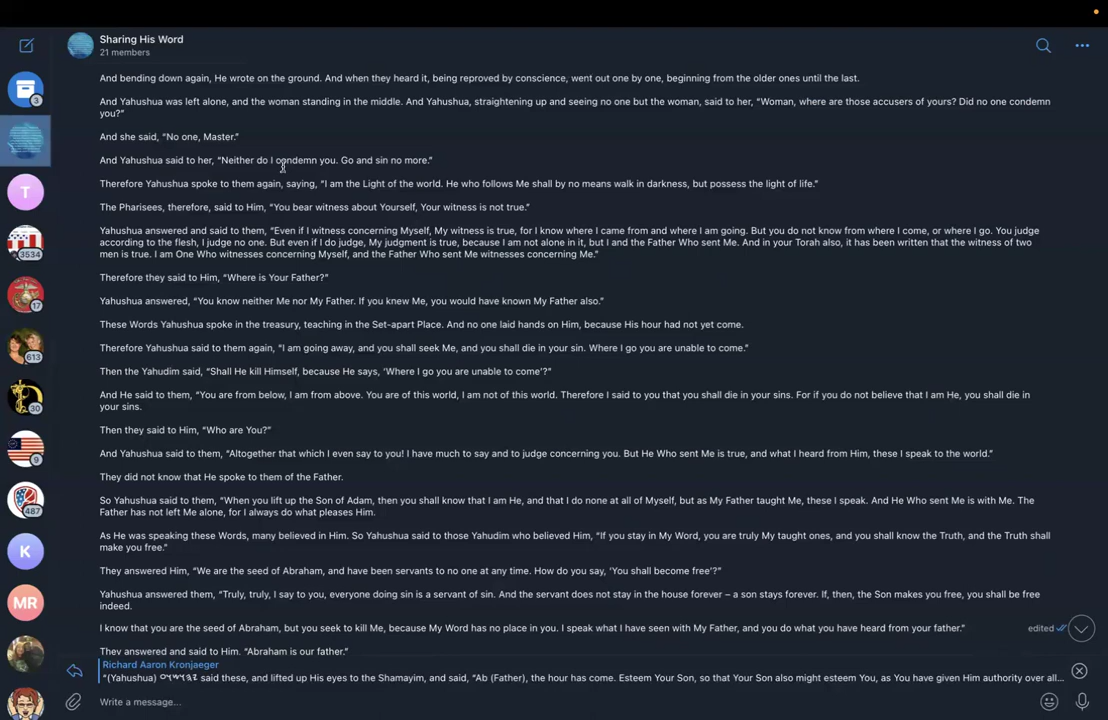 Sharing His Word
21 members
And bending down again, He wrote on the ground. And when they heard it, being reproved by conscience, went out one by one, beginning from the older ones until the last.
And Yahushua was left alone, and the woman standing in the middle. And Yahushua, straightening up and seeing no one but the woman, said to her, “Woman, where are those accusers of yours? Did no one condemn
you?”
And she said, “No one, Master.”
And Yahushua said to her, “Neither do I condemn you. Go and sin no more.”
Therefore Yahushua spoke to them again, saying, “I am the Light of the world. He who follows Me shall by no means walk in darkness, but possess the light of life.”
The Pharisees, therefore, said to Him, “You bear witness about Yourself, Your witness is not true.”
Yahushua answered and said to them, “Even if I witness concerning Myself, My witness is true, for I know where I came from and where I am going. But you do not know where I come from, or where I go. You judge
according to the flesh, I judge no one. But even if I do judge, My judgment is true, because I am not alone in it, but I and the Father Who sent Me. And in your Torah also, it has been written that the witness of two
men is true. I am One Who witnesses concerning Myself, and the Father Who sent Me witnesses concerning Me.”
Therefore they said to Him, “Where is Your Father?”
Yahushua answered, “You know neither Me nor My Father. If you knew Me, you would have known My Father also.”
These Words Yahushua spoke in the treasury, teaching in the Set-apart Place. And no one laid hands on Him, because His hour had not yet come.
Therefore Yahushua said to them again, “I am going away, and you shall seek Me, and you shall die in your sin. Where I go you are unable to come.”
Then the Yahudim said, “Shall He kill Himself, because He says, ‘Where I go you are unable to come’?”
And He said to them, “You are from below, I am from above. You are of this world, I am not of this world. Therefore I said to you that you shall die in your sins. For if you do not believe that I am He, you shall die in
your sins.
Then they said to Him, “Who are You?”
And Yahushua said to them, “Altogether that which I even say to you! I have much to say and to judge concerning you. But He Who sent Me is true, and what I heard from Him, these I speak to the world.”
They did not know that He spoke to them of the Father.
So Yahushua said to them, “When you lift up the Son of Adam, then you shall know that I am He, and that I do none at all of Myself, but as My Father taught Me, these I speak. And He Who sent Me is with Me. The
Father has not left Me alone, for I always do what pleases Him.
As He was speaking these Words, many believed in Him. So Yahushua said to those Yahudim who believed Him, “If you stay in My Word, you are truly My taught ones, and you shall know the Truth, and the Truth shall
make you free.”
They answered Him, “We are the seed of Abraham, and have been servants to no one at any time. How do you say, ‘You shall become free’?”
Yahushua answered them, “Truly, truly, I say to you, everyone doing sin is a servant of sin. And the servant does not stay in the house forever – a son stays forever. If, then, the Son makes you free, you shall be free
indeed.
I know that you are the seed of Abraham, but you seek to kill Me, because My Word has no place in you. I speak what I have seen with My Father, and you do what you have heard from your father.”
edited
They answered and said to Him. “Abraham is our father.”
Richard Aaron Kronjaeger
“(Yahushua) said these, and lifted up His eyes to the Shamayim, and said, “Ab (Father), the hour has come. Esteem Your Son, so that Your Son also might esteem You, as You have given Him authority over all...
Write a message...
3
T
3534
17
613
30
9
487
K
MR